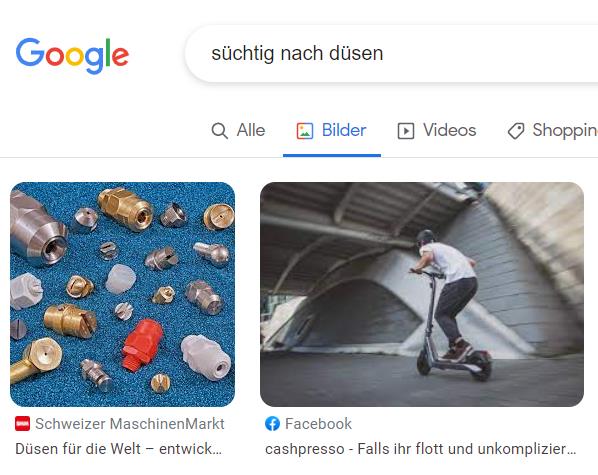 Google
süchtig nach düsen
Alle
Bilder
Videos
Shoppin
Schweizer MaschinenMarkt
Düsen für die Welt – entwick...
Facebook
cashpresso - Falls ihr flott und unkomplizier...